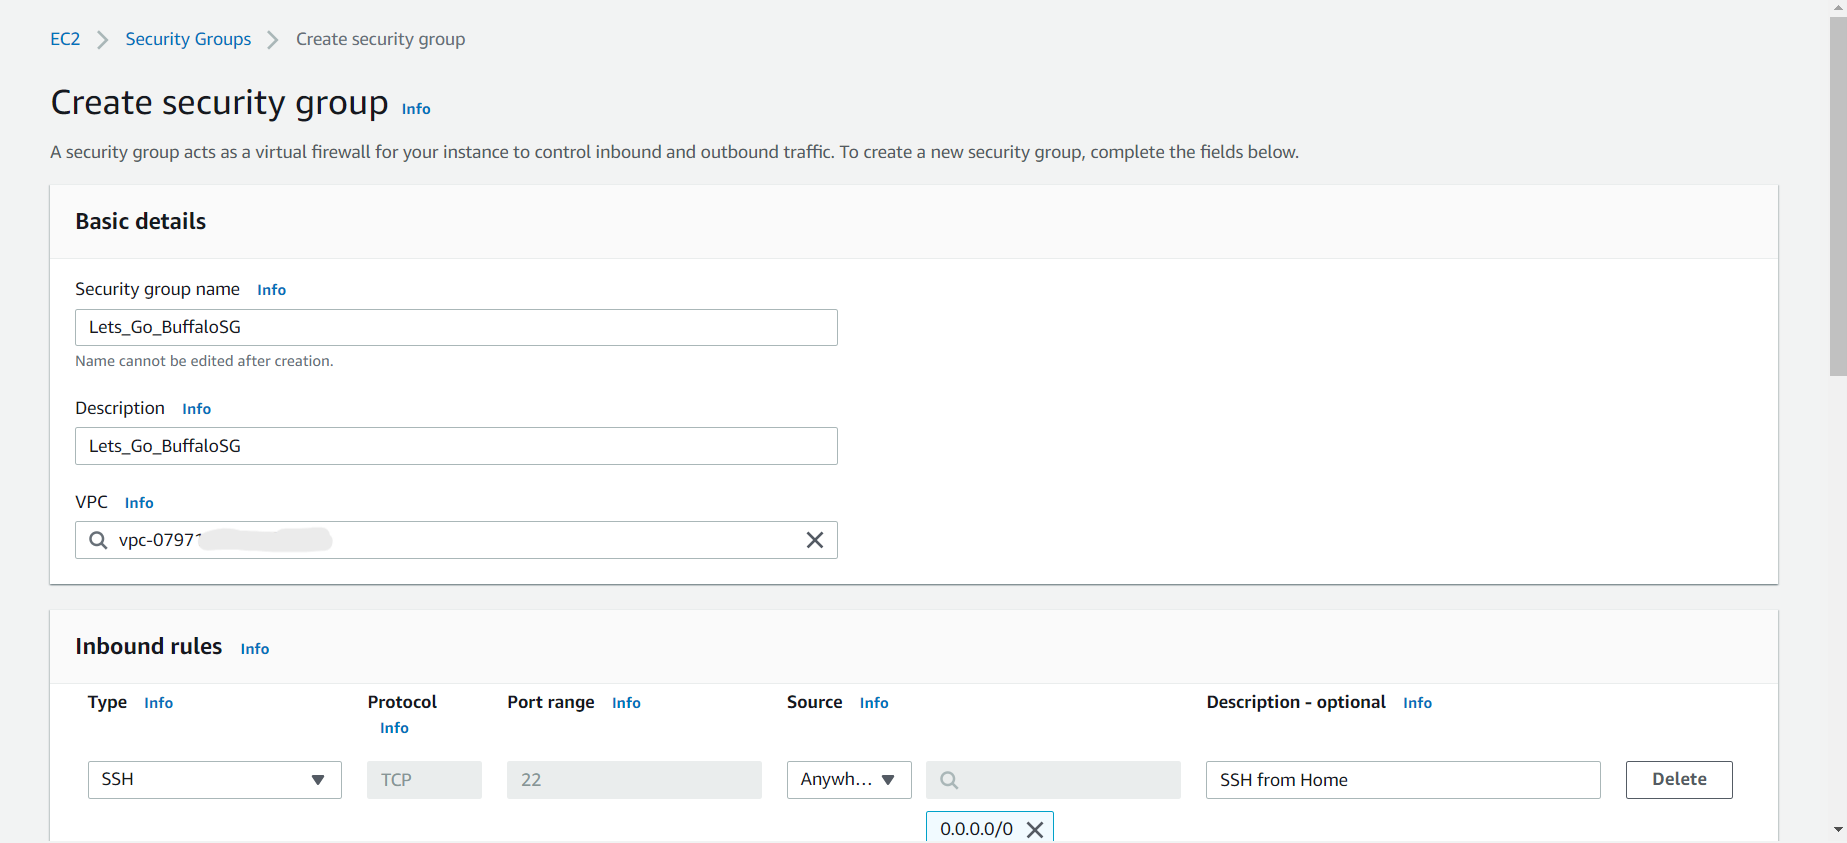 EC2 > Security Groups > Create security group
Create security group Info
A security group acts as a virtual firewall for your instance to control inbound and outbound traffic. To create a new security group, complete the fields below.
Basic details
Security group name Info
Lets_Go_BuffaloSG
Name cannot be edited after creation.
Description Info
Lets_Go_BuffaloSG
VPC Info
vpc-07971
Inbound rules Info
Type Info Protocol Info Port range Info Source Info Description - optional Info
SSH TCP 22 Anywh... SSH from Home Delete
0.0.0.0/0